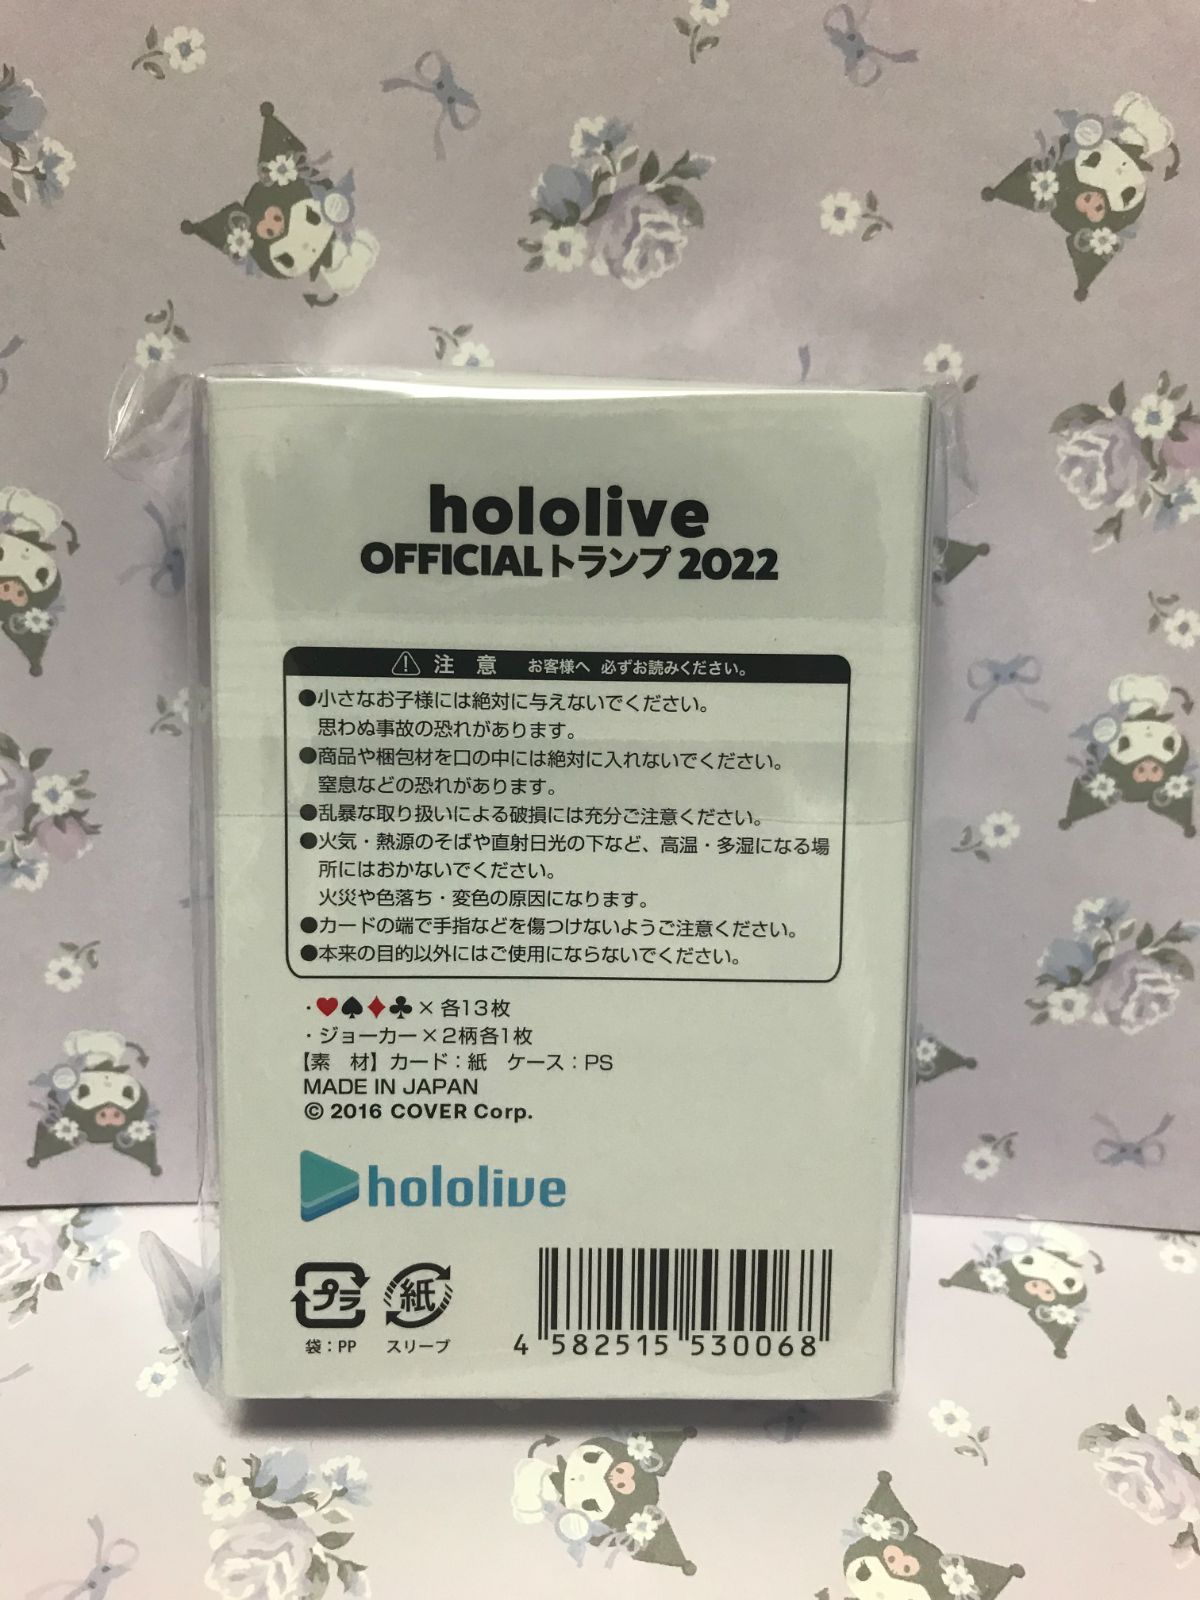 hololive
OFFICIALトランプ 2022
注 意 お客様へ 必ずお読みください。
●小さなお子様には絶対に与えないでください。
思わぬ事故の恐れがあります。
●商品や梱包材を口の中には絶対に入れないでください。
窒息などの恐れがあります。
●乱暴な取り扱いによる破損には充分ご注意ください。
●火気・熱源のそばや直射日光の下など、高温・多湿になる場
所にはおかないでください。
火災や色落ち・変色の原因になります。
●カードの端で手指などを傷つけないようご注意ください。
●本来の目的以外にはご使用にならないでください。
・♥♠♦♣×各13枚
・ジョーカー×2柄各1枚
【素 材】カード：紙 ケース：PS
MADE IN JAPAN
© 2016 COVER Corp.
hololive
プラ 紙
袋：PP スリーブ
4 582515 530068